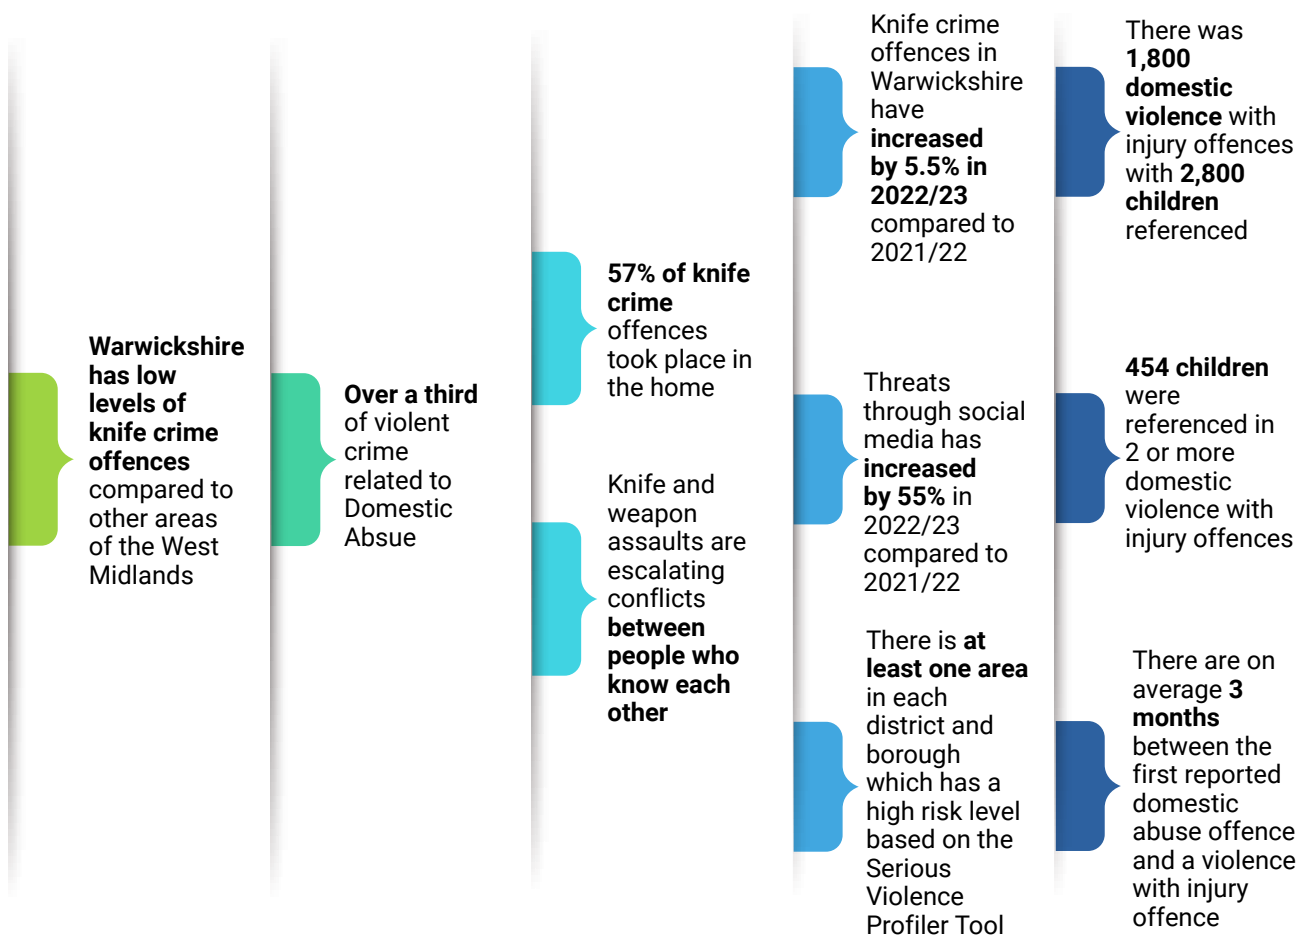 Warwickshire
has low
levels of
knife crime
offences
compared to
other areas
of the West
Midlands
Over a third
of violent
crime
related to
Domestic
Absue
57% of knife
crime
offences
took place in
the home
Knife and
weapon
assaults are
escalating
conflicts
between
people who
know each
other
Knife crime
offences in
Warwickshire
have
increased
by 5.5% in
2022/23
compared to
2021/22
Threats
through social
media has
increased
by 55% in
2022/23
compared to
2021/22
There is at
least one area
in each
district and
borough
which has a
high risk level
based on the
Serious
Violence
Profiler Tool
There was
1,800
domestic
violence with
injury offences
with 2,800
children
referenced
454 children
were
referenced in
2 or more
domestic
violence with
injury offences
There are on
average 3
months
between the
first reported
domestic
abuse offence
and a violence
with injury
offence